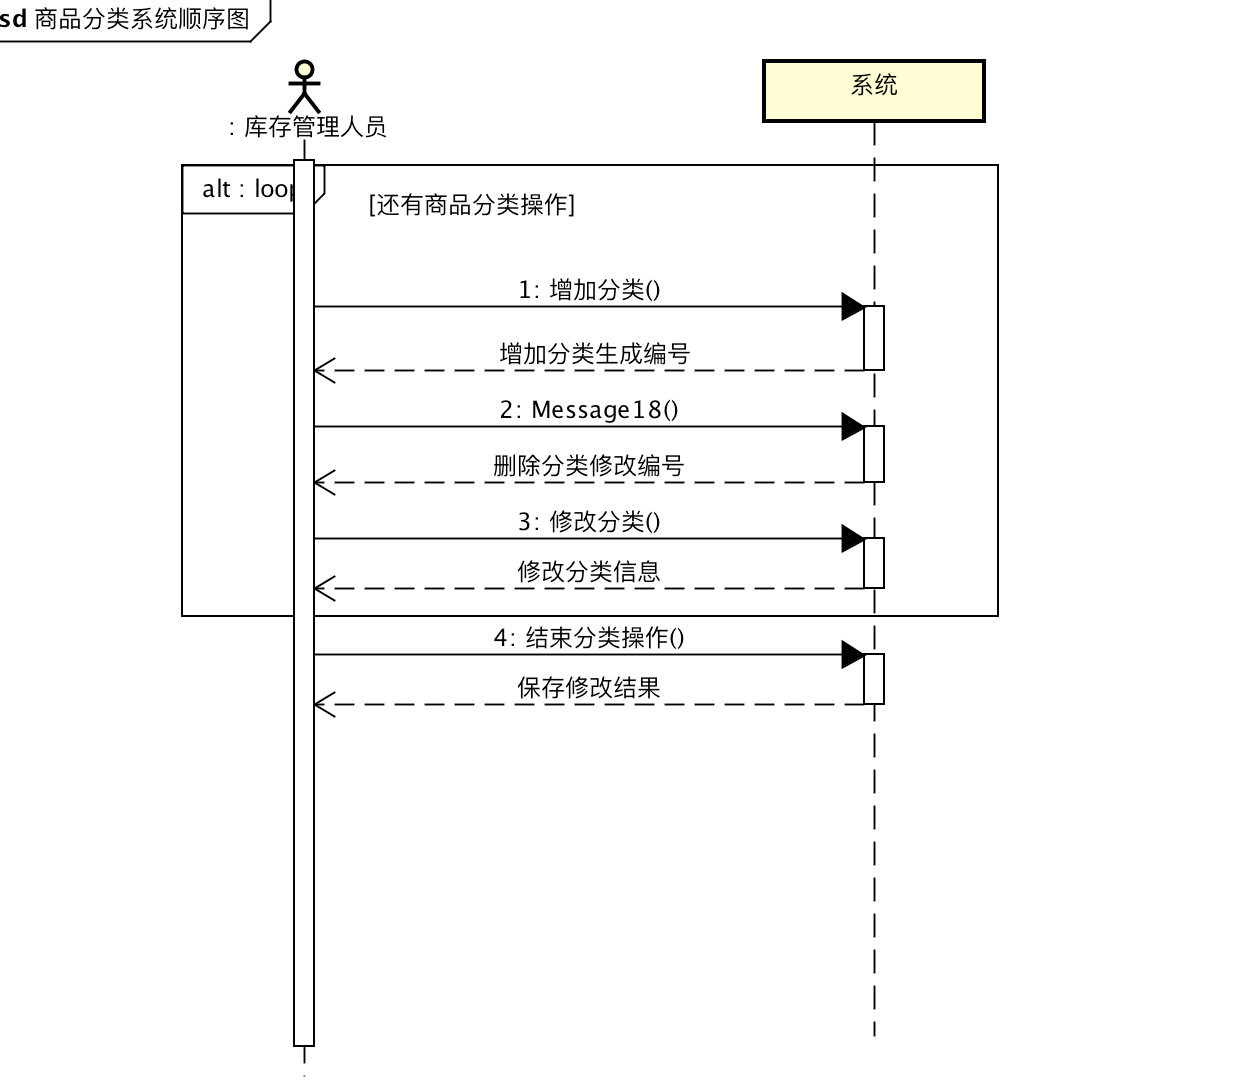 sd 商品分类系统顺序图
: 库存管理人员
系统
alt : loop
[还有商品分类操作]
1: 增加分类()
增加分类生成编号
2: Message18()
删除分类修改编号
3: 修改分类()
修改分类信息
4: 结束分类操作()
保存修改结果